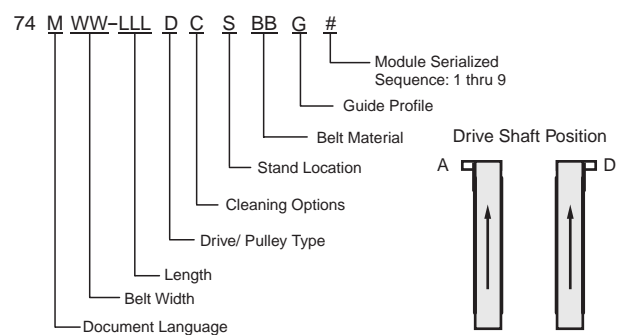 74 M WW–LLL D C S BB G #
Module Serialized
Sequence: 1 thru 9
Guide Profile
Belt Material
Stand Location
Cleaning Options
Drive/ Pulley Type
Length
Belt Width
Document Language
Drive Shaft Position
A
D